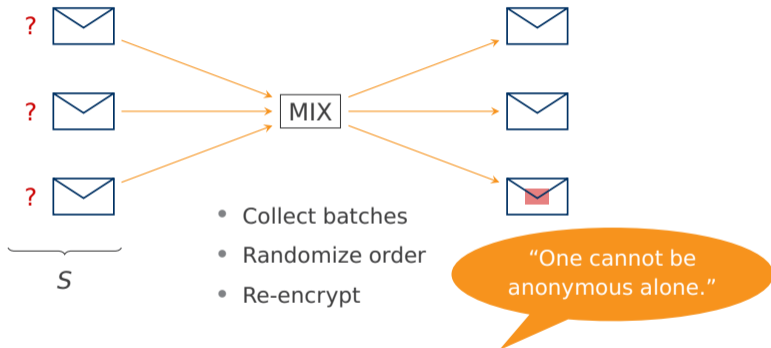 ?
?
MIX
?
• Collect batches
• Randomize order
• Re-encrypt
S
“One cannot be
anonymous alone.”